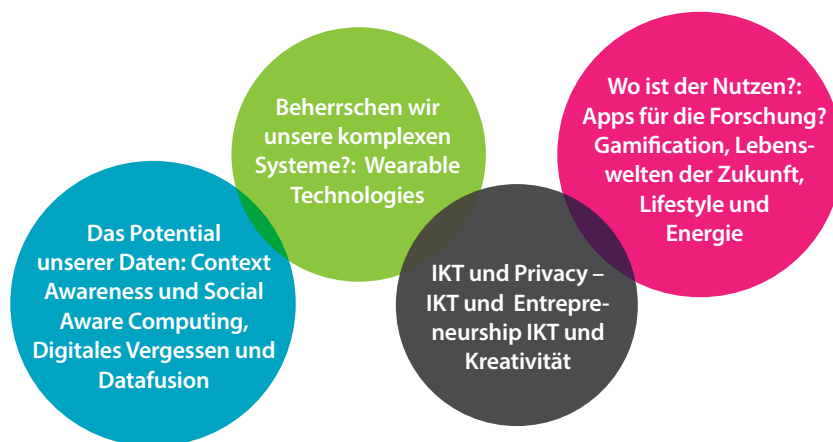 Das Potential
unserer Daten: Context
Awareness und Social
Aware Computing,
Digitales Vergessen und
Datafusion
Beherrschen wir
unsere komplexen
Systeme?: Wearable
Technologies
IKT und Privacy –
IKT und Entrepre-
neurship IKT und
Kreativität
Wo ist der Nutzen?:
Apps für die Forschung?
Gamification, Lebens-
welten der Zukunft,
Lifestyle und
Energie